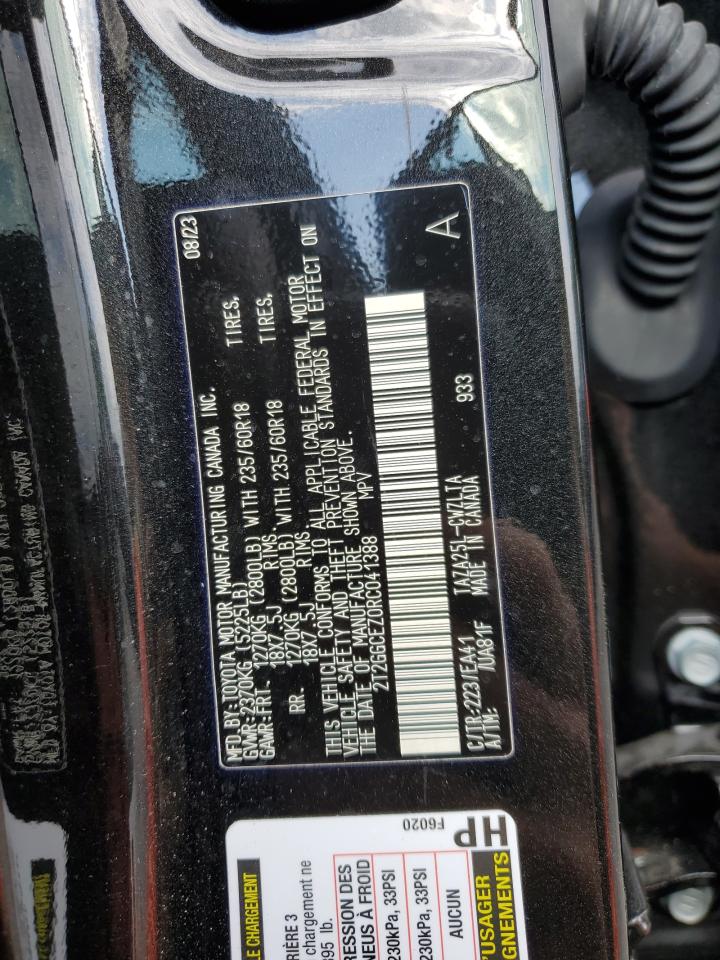 MFD.BY:TOYOTA MOTOR MANUFACTURING CANADA INC. 08/23
GVWR:2370KG (5225LB)
GAWR:FRT. 1270KG (2800LB) WITH 235/60R18 TIRES,
18X7.5J RIMS
RR. 1270KG (2800LB) WITH 235/60R18 TIRES,
18X7.5J RIMS
THIS VEHICLE CONFORMS TO ALL APPLICABLE FEDERAL MOTOR
VEHICLE SAFETY AND THEFT PREVENTION STANDARDS IN EFFECT ON
THE DATE OF MANUFACTURE SHOWN ABOVE.
2T2GGCEZ0RC041388 MPV
C/TR:223/EA41 TAZA25L-CWZLTA 933
A/TM: /UA81F MADE IN CANADA
A
LE CHARGEMENT
RIÈRE 3
chargement ne
895 lb.
RESSION DES
NEUS À FROID
230kPa, 33PSI
230kPa, 33PSI
AUCUN
F6020
HP
'USAGER
GNEMENTS